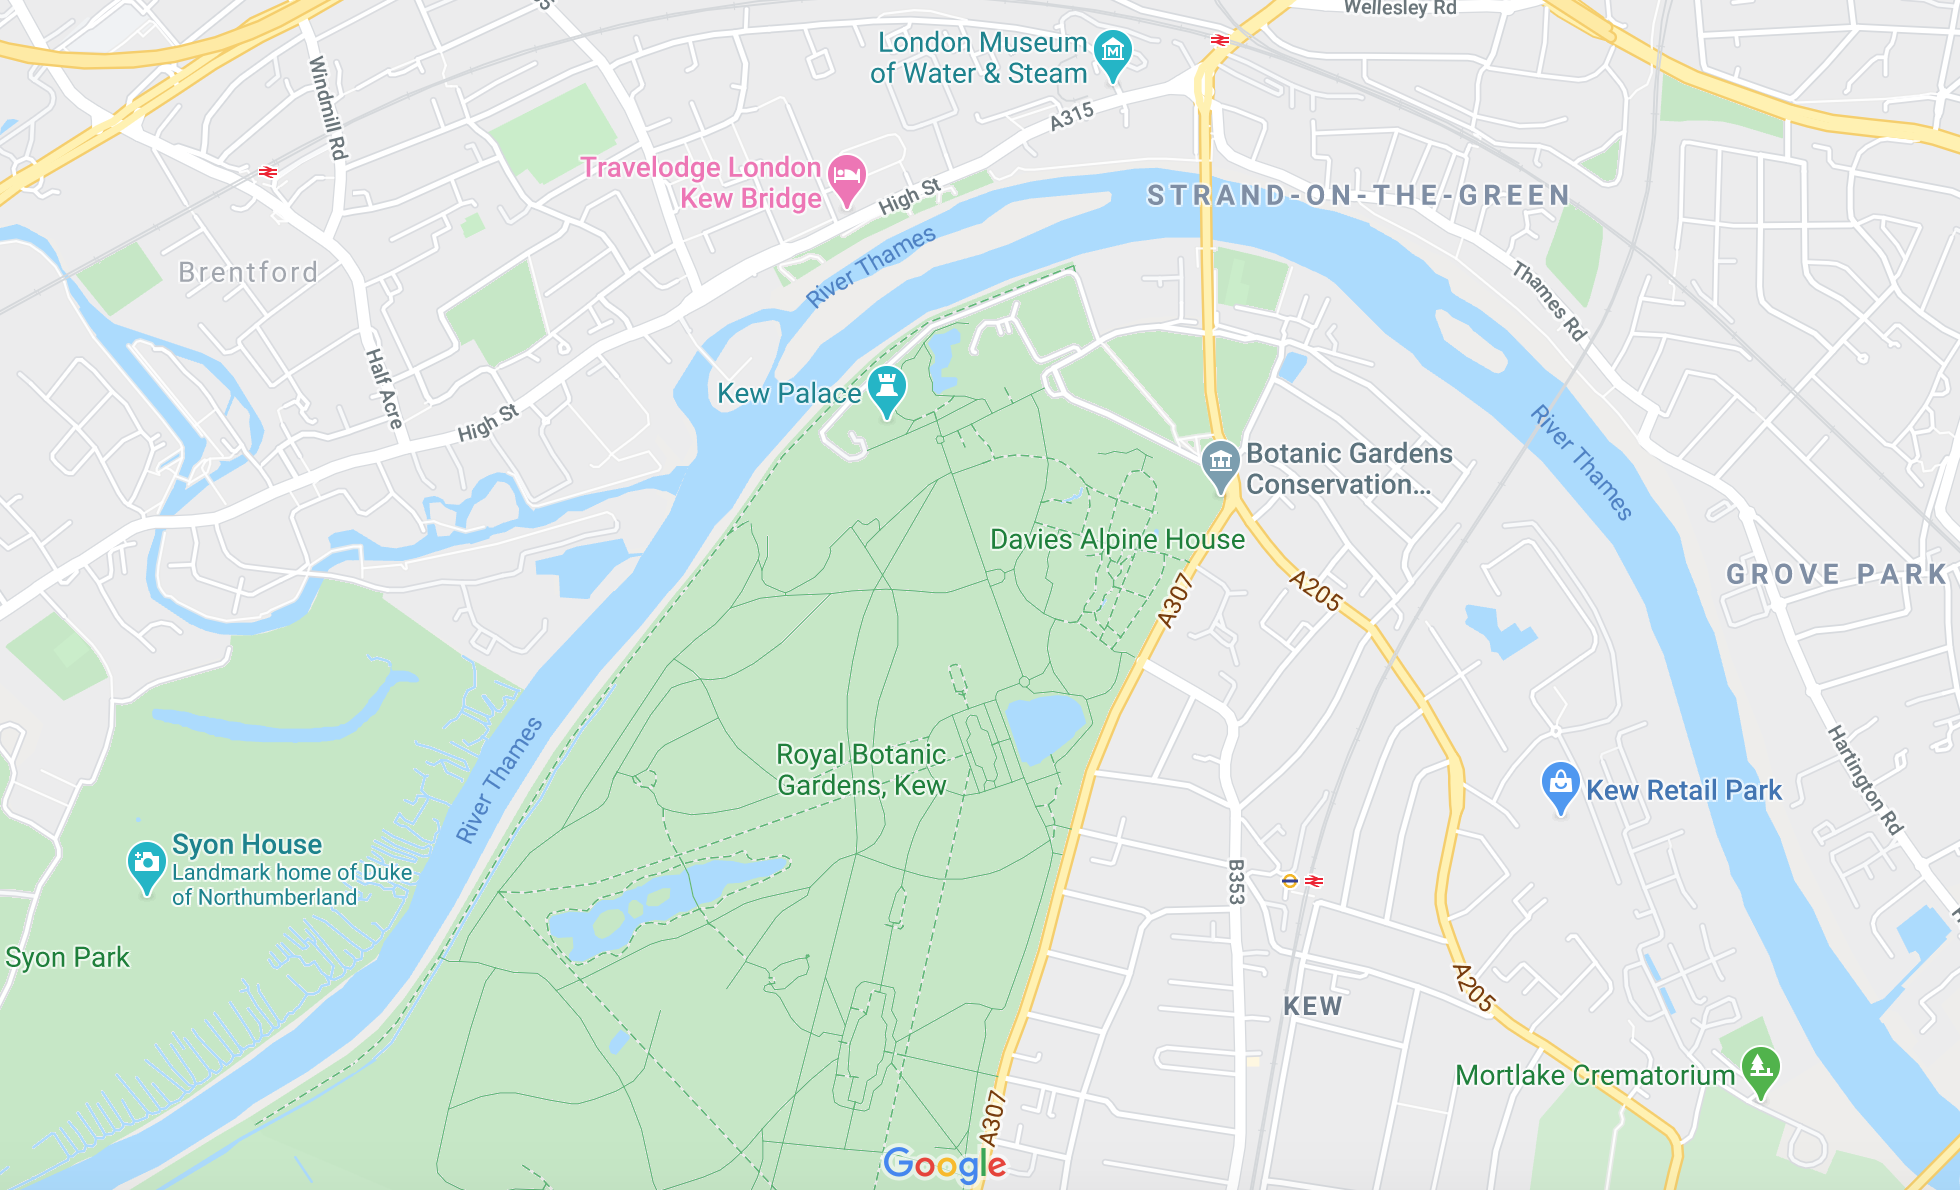 Wellesley Rd
London Museum
of Water & Steam
Windmill Rd
A315
Travelodge London
Kew Bridge
High St
STRAND-ON-THE-GREEN
River Thames
Brentford
Thames Rd
Half Acre
Kew Palace
High St
River Thames
Botanic Gardens
Conservation...
Davies Alpine House
A307
A205
GROVE PARK
Royal Botanic
Gardens, Kew
River Thames
Hartington Rd
Kew Retail Park
Syon House
Landmark home of Duke
of Northumberland
B353
Syon Park
A205
KEW
Mortlake Crematorium
A307
Google